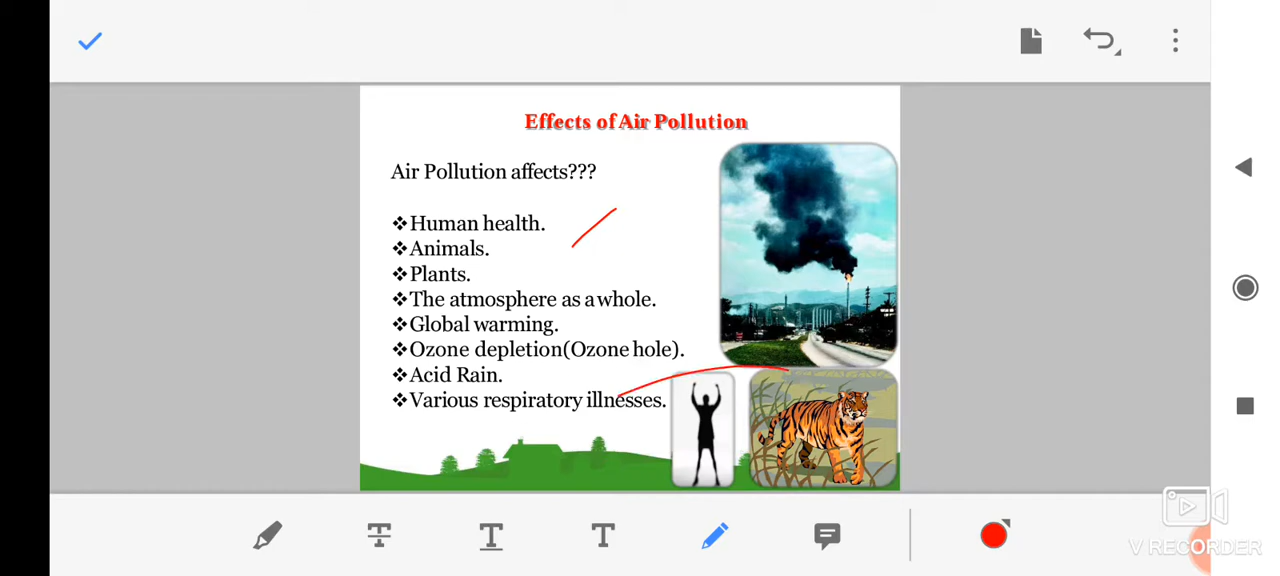 Effects of Air Pollution
Air Pollution affects???
❖Human health.
❖Animals.
❖Plants.
❖The atmosphere as a whole.
❖Global warming.
❖Ozone depletion(Ozone hole).
❖Acid Rain.
❖Various respiratory illnesses.
T T T
V RECORDER